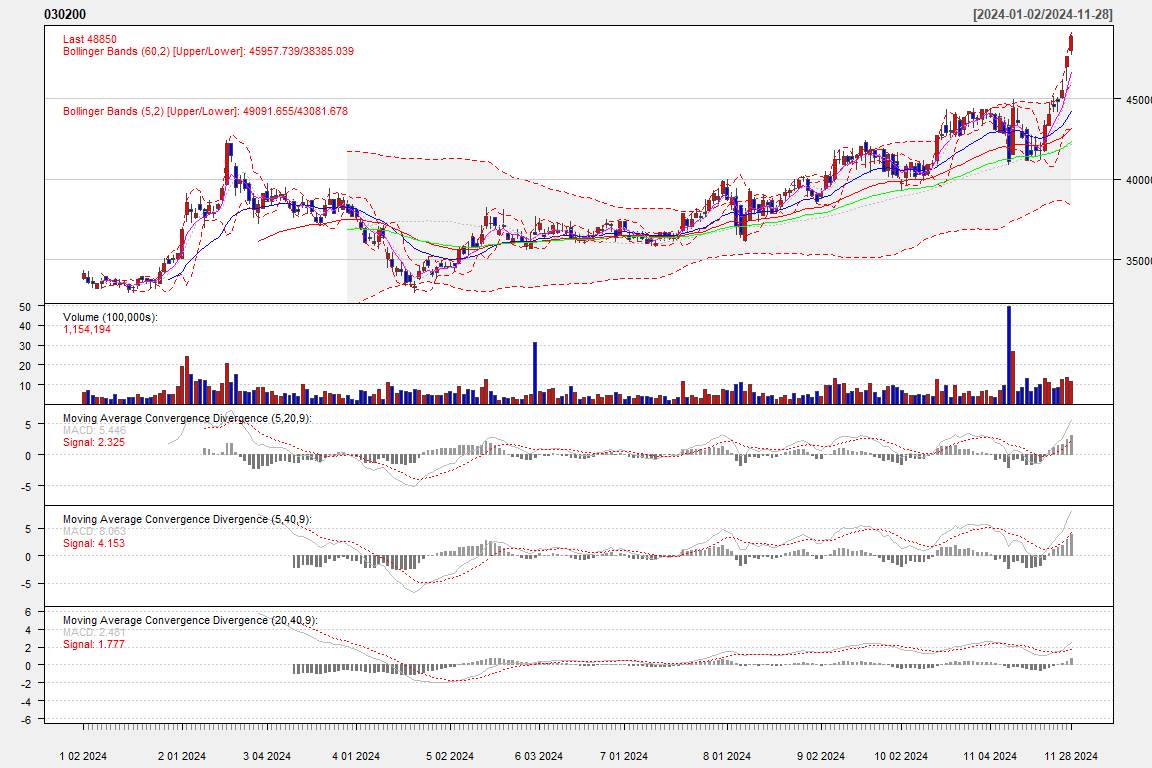 030200 [2024-01-02/2024-11-28]
Last 48850
Bollinger Bands (60,2) [Upper/Lower]: 45957.739/38385.039
Bollinger Bands (5,2) [Upper/Lower]: 49091.655/43081.678
45000
40000
35000
50
Volume (100,000s):
40
1,154,194
30
20
10
Moving Average Convergence Divergence (5,20,9):
5
MACD: 5.446
Signal: 2.325
0
-5
Moving Average Convergence Divergence (5,40,9):
5
MACD: 8.063
Signal: 4.153
0
-5
6
Moving Average Convergence Divergence (20,40,9):
4
MACD: 2.481
2
Signal: 1.777
0
-2
-4
-6
1 02 2024 2 01 2024 3 04 2024 4 01 2024 5 02 2024 6 03 2024 7 01 2024 8 01 2024 9 02 2024 10 02 2024 11 04 2024 11 28 2024